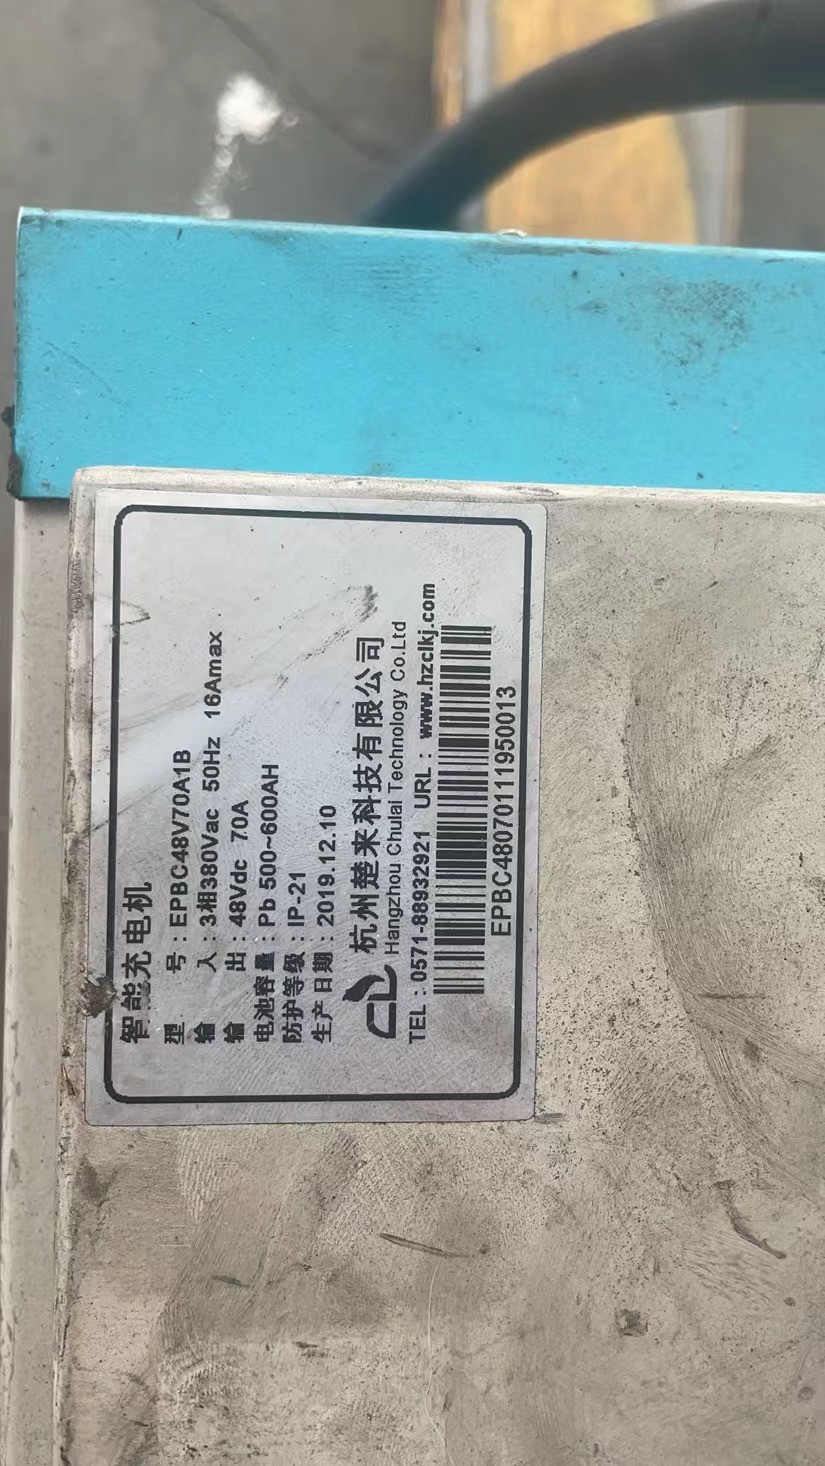 智能充电机
型 号：EPBC48V70A1B
输 入：3相380Vac 50Hz 16Amax
输 出：48Vdc 70A
电池容量：Pb 500~600AH
防护等级：IP-21
生产日期：2019.12.10
CL 杭州楚来科技有限公司
Hangzhou Chulai Technology Co.Ltd
TEL：0571-88932921 URL：www.hzclkj.com
EPBC48070111950013